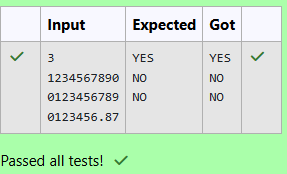 Input Expected Got
3 YES YES
1234567890 NO NO
0123456789 NO NO
0123456.87
Passed all tests!